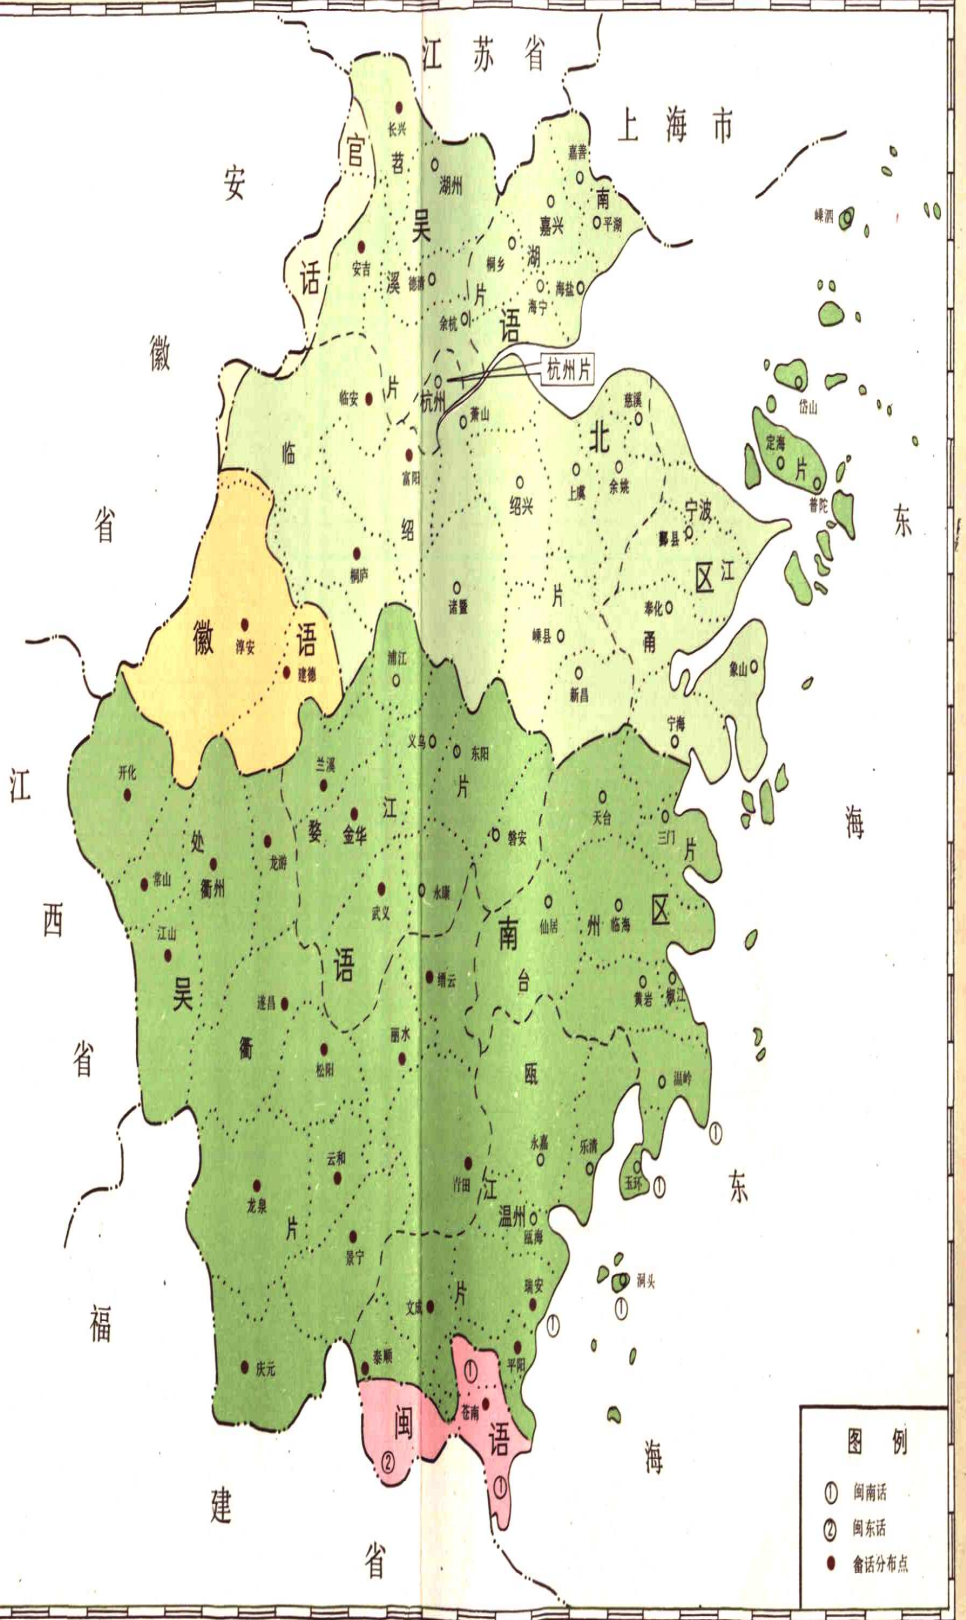 江苏省
上海市
安
徽
省
江
西
省
福
建
省
东
海
东
海
官
话
长兴
苕
湖州
吴
嘉善
南
嘉兴
平湖
嵊泗
安吉
溪
德清
片
桐乡
湖
海宁
海盐
余杭
语
杭州片
临安
片
杭州
萧山
慈溪
岱山
临
北
定海
片
普陀
富阳
绍兴
上虞
余姚
绍
宁波
鄞县
区
江
桐庐
诸暨
片
奉化
嵊县
甬
徽
淳安
语
建德
浦江
新昌
象山
宁海
义乌
东阳
开化
兰溪
片
婺
金华
江
天台
三门
处
龙游
磐安
片
常山
衢州
武义
永康
江山
南
仙居
州
临海
区
语
吴
遂昌
缙云
台
黄岩
椒江
衢
松阳
丽水
瓯
温岭
①
云和
永嘉
乐清
龙泉
青田
江
玉环
①
片
温州
瓯海
景宁
洞头
①
文成
片
瑞安
①
庆元
泰顺
平阳
①
苍南
闽
语
②
①
图例
① 闽南话
② 闽东话
畲话分布点